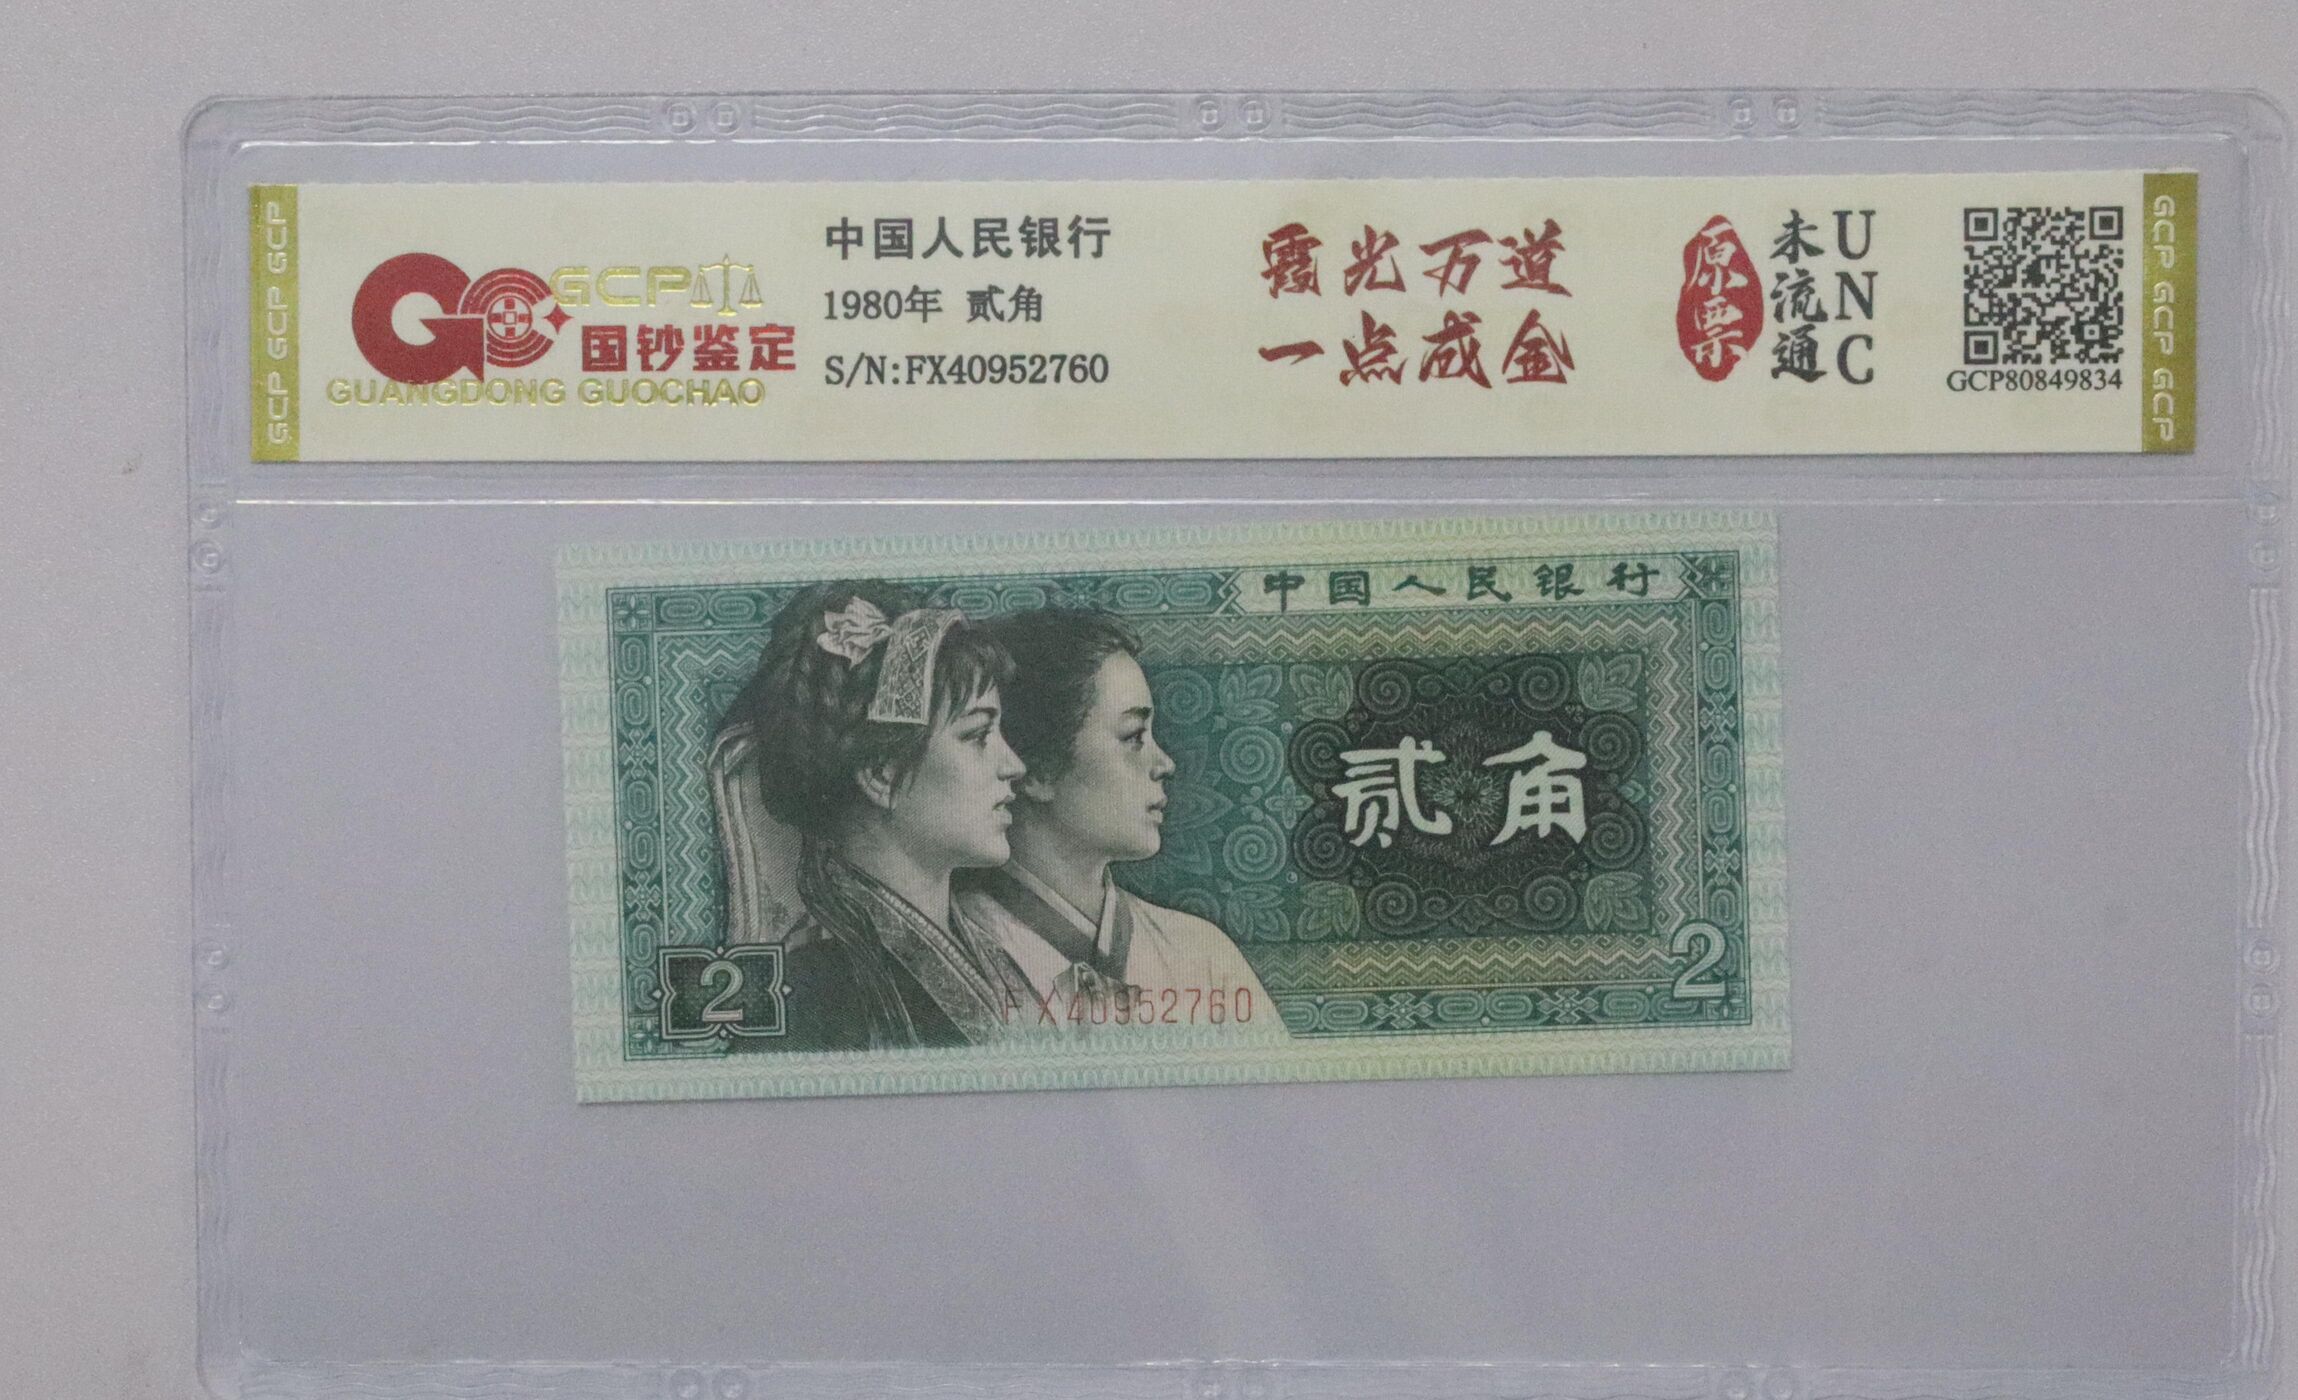 GCP GCP GCP
GCP
国钞鉴定
GUANGDONG GUOCHAO
中国人民银行
1980年 贰角
S/N:FX40952760
霞光万道
一点成金
原票
未流通
UNC
GCP80849834
GCP GCP GCP
中国人民银行
贰角
2
2
FX40952760